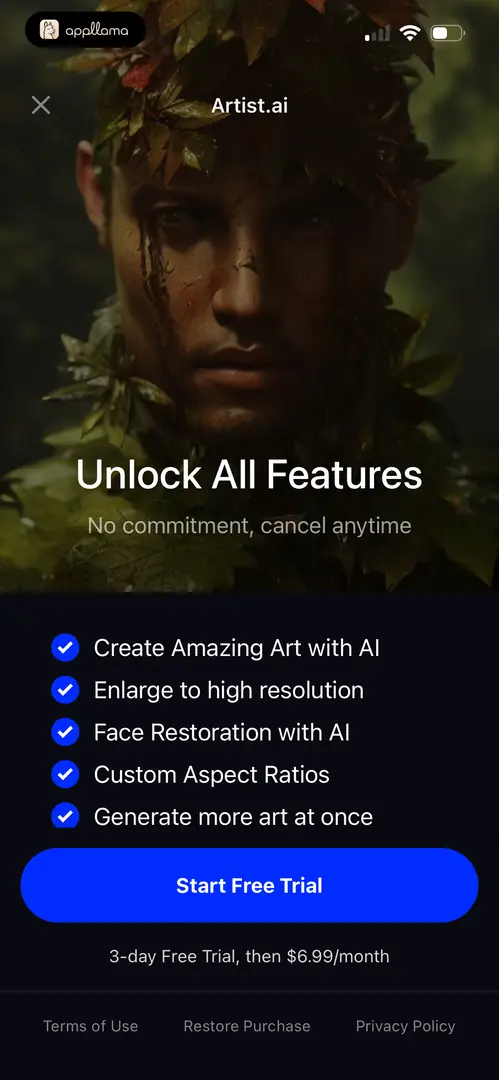 appllama
Artist.ai
Unlock All Features
No commitment, cancel anytime
Create Amazing Art with AI
Enlarge to high resolution
Face Restoration with AI
Custom Aspect Ratios
Generate more art at once
Start Free Trial
3-day Free Trial, then $6.99/month
Terms of Use
Restore Purchase
Privacy Policy